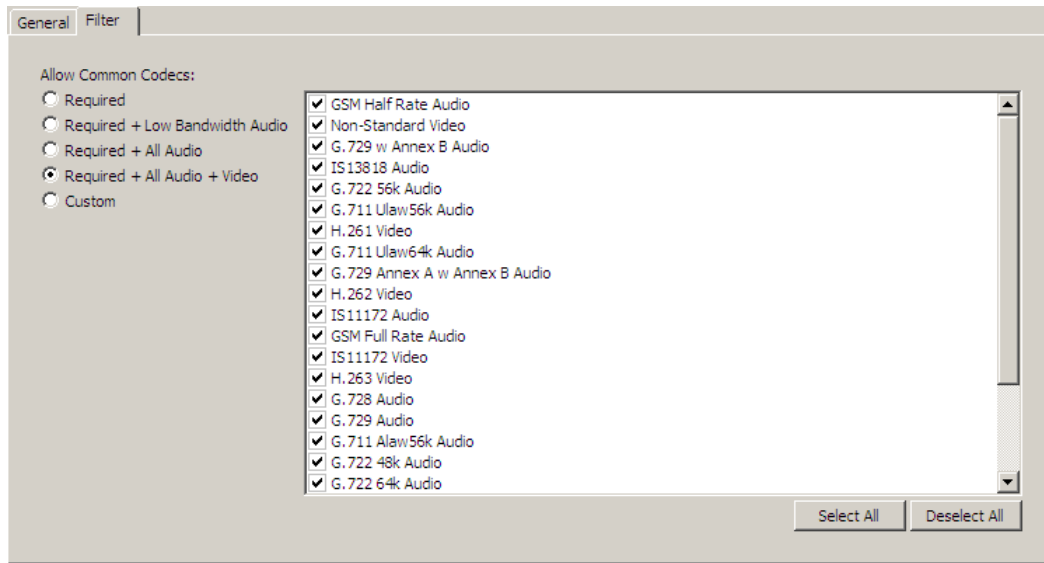 General Filter
Allow Common Codecs:
Required
Required + Low Bandwidth Audio
Required + All Audio
Required + All Audio + Video
Custom
GSM Half Rate Audio
Non-Standard Video
G.729 w Annex B Audio
IS13818 Audio
G.722 56k Audio
G.711 Ulaw56k Audio
H.261 Video
G.711 Ulaw64k Audio
G.729 Annex A w Annex B Audio
H.262 Video
IS11172 Audio
GSM Full Rate Audio
IS11172 Video
H.263 Video
G.728 Audio
G.729 Audio
G.711 Alaw56k Audio
G.722 48k Audio
G.722 64k Audio
Select All Deselect All